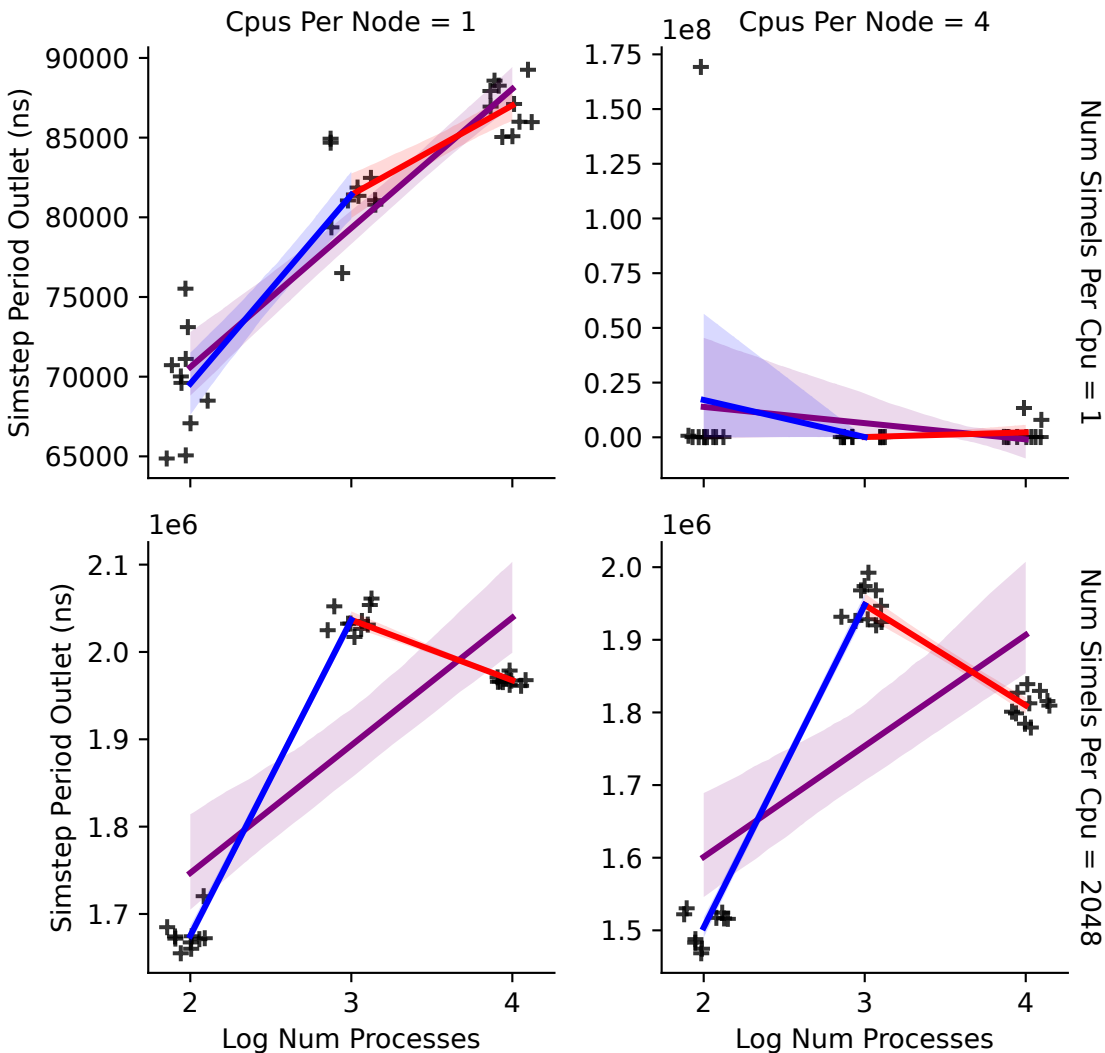 Cpus Per Node = 1
Cpus Per Node = 4
1e8
Simstep Period Outlet (ns)
90000
85000
80000
75000
70000
65000
1.75
1.50
1.25
1.00
0.75
0.50
0.25
0.00
Num Simels Per Cpu = 1
1e6
Simstep Period Outlet (ns)
2.1
2.0
1.9
1.8
1.7
2
3
4
Log Num Processes
1e6
2.0
1.9
1.8
1.7
1.6
1.5
2
3
4
Log Num Processes
Num Simels Per Cpu = 2048